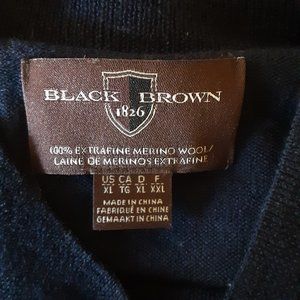 BLACK BROWN
1826
100% EXTRAFINE MERINO WOOL/
LAINE DE MERINOS EXTRAFINE
US CA D F
XL TG XL XXL
MADE IN CHINA
FABRIQUÉ EN CHINE
GEMAAKT IN CHINA